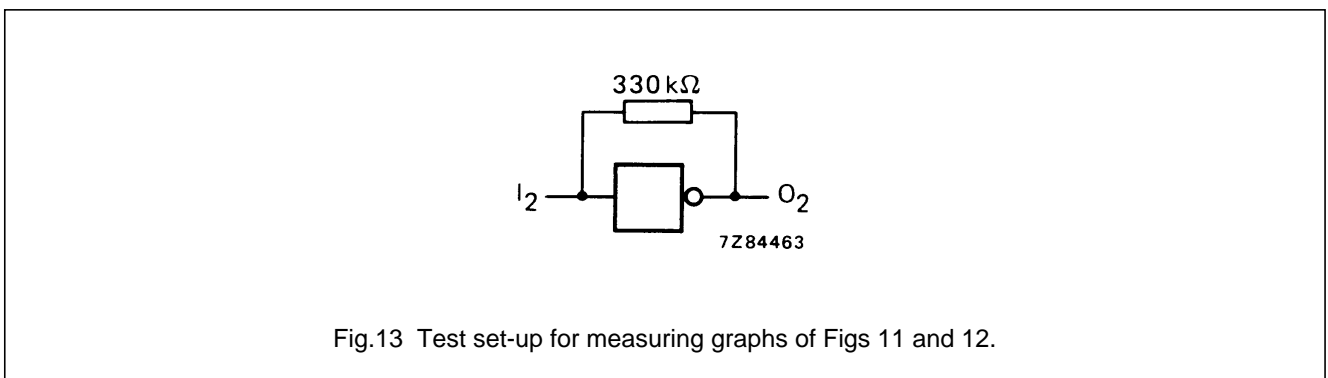 330 kΩ
I2
O2
7Z84463
Fig.13 Test set-up for measuring graphs of Figs 11 and 12.